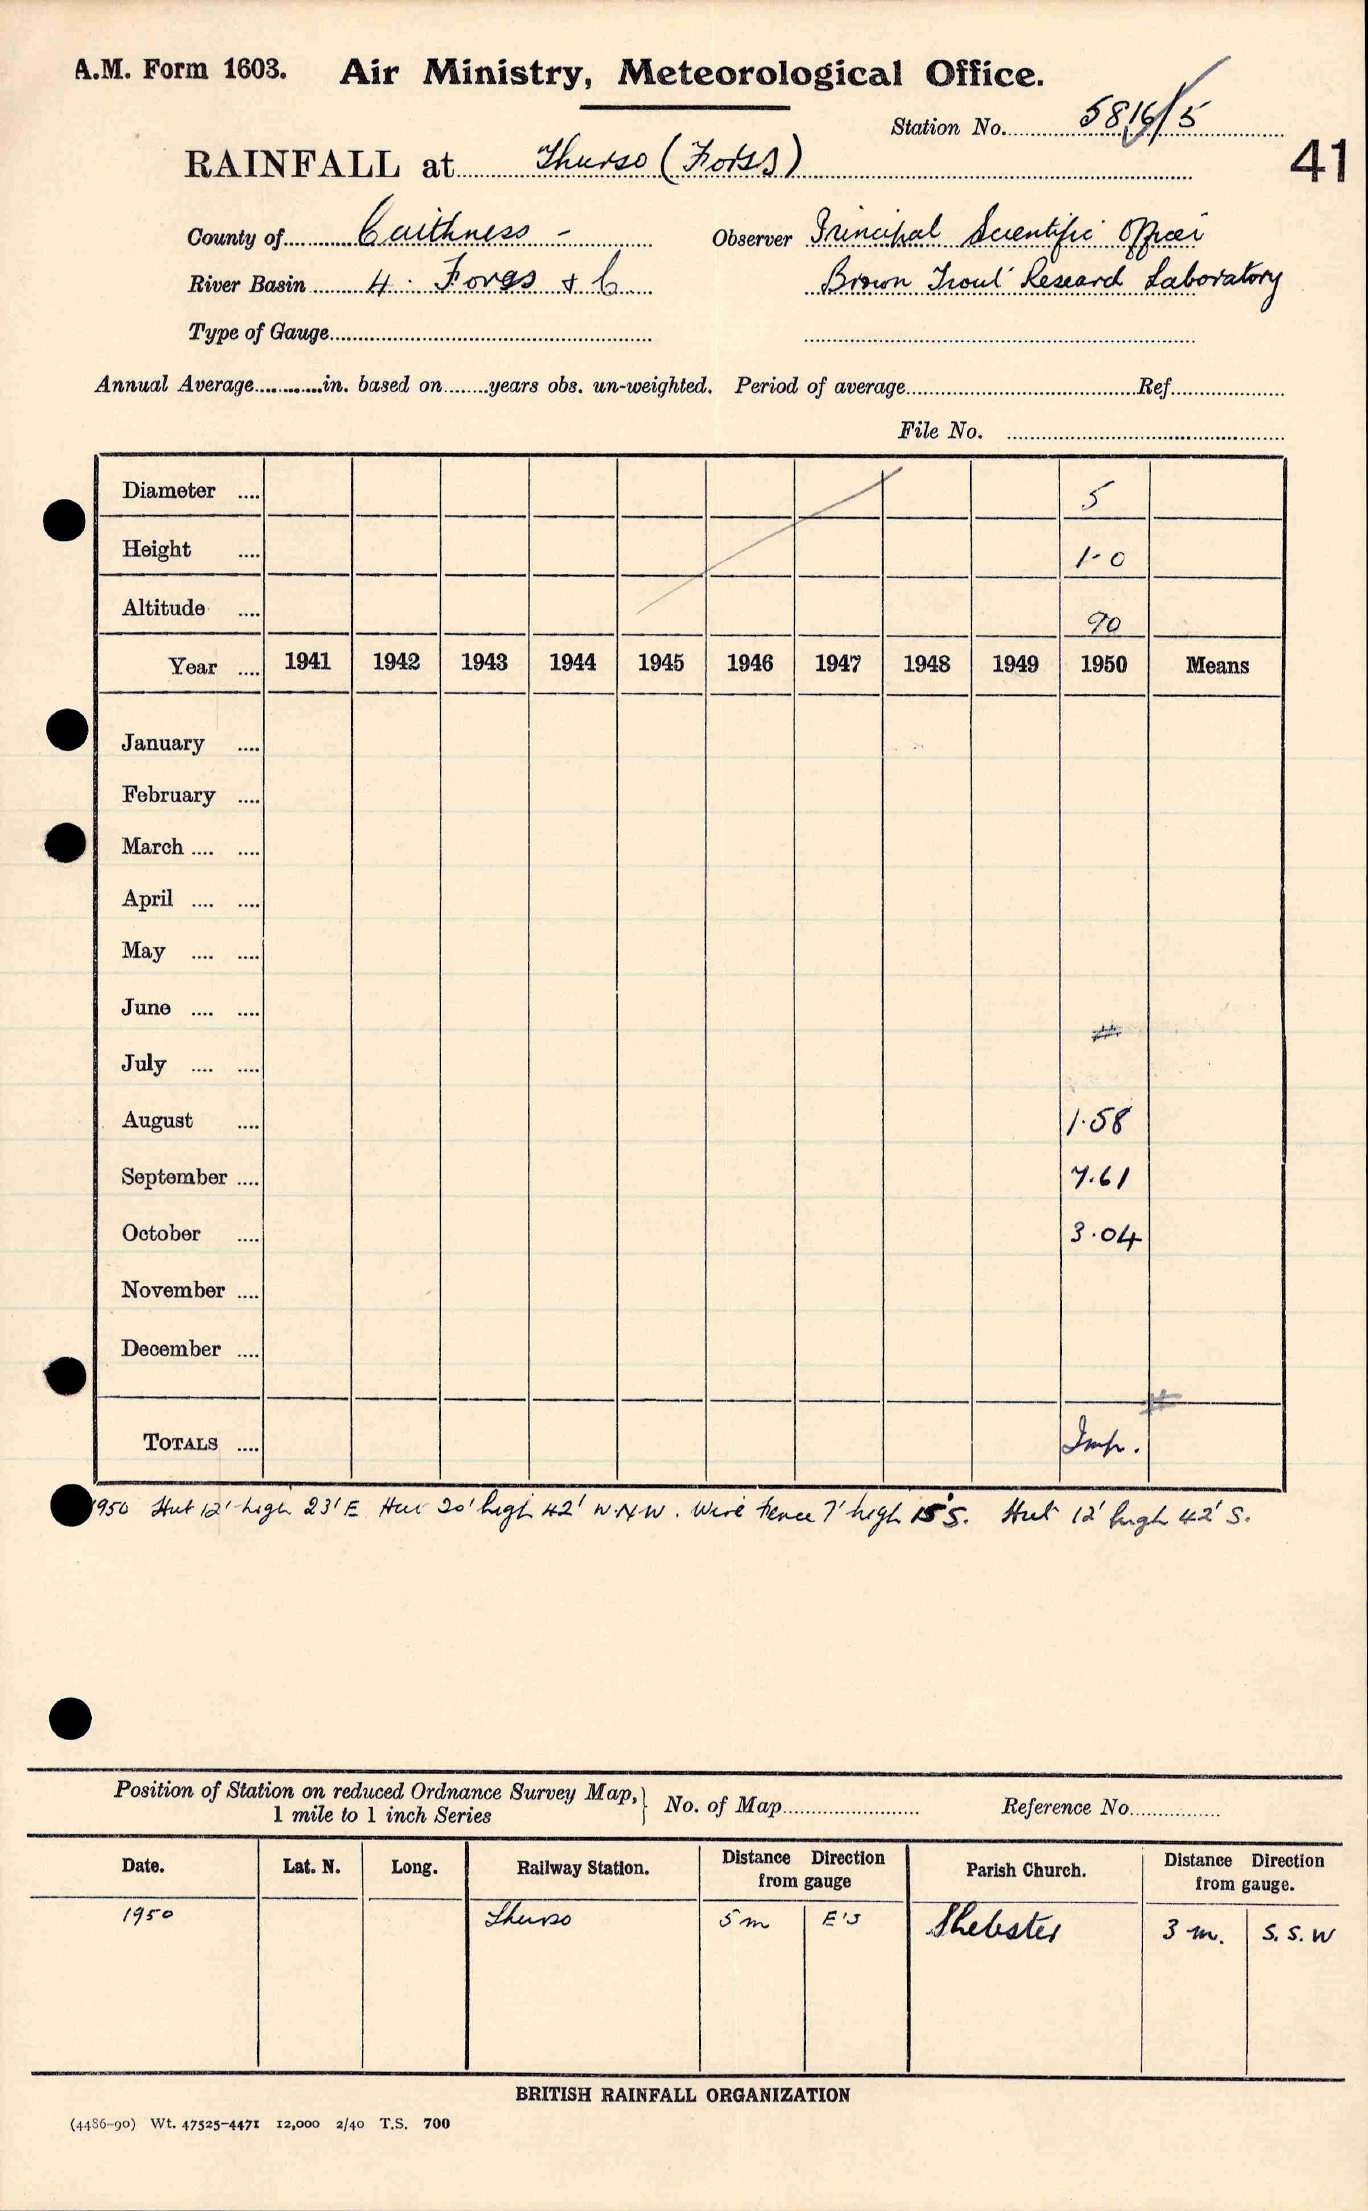 A.M. Form 1603. Air Ministry, Meteorological Office.
Station No. 5816/5
41
RAINFALL at Thurso (Forss)
County of Caithness - Observer Principal Scientific Officer
River Basin 4. Forss & C Brown Trout Research Laboratory
Type of Gauge
Annual Average in. based on years obs. un-weighted. Period of average Ref.
File No.
Diameter 5
Height 1-0
Altitude 90
Year 1941 1942 1943 1944 1945 1946 1947 1948 1949 1950 Means
January
February
March
April
May
June
July
August 1.58
September 7.61
October 3.04
November
December
TOTALS Imp.
1950 Hut 12' high 23' E Hut 20' high 42' W.N.W. Wire Fence 7' high 15' S. Hut 12' high 42' S.
Position of Station on reduced Ordnance Survey Map, 1 mile to 1 inch Series } No. of Map Reference No.
Date. Lat. N. Long. Railway Station. Distance Direction from gauge Parish Church. Distance Direction from gauge.
1950 Thurso 5 m E'S Shebster 3 m. S.S.W
BRITISH RAINFALL ORGANIZATION
(4486-90) Wt. 47525-4471 12,000 2/40 T.S. 700